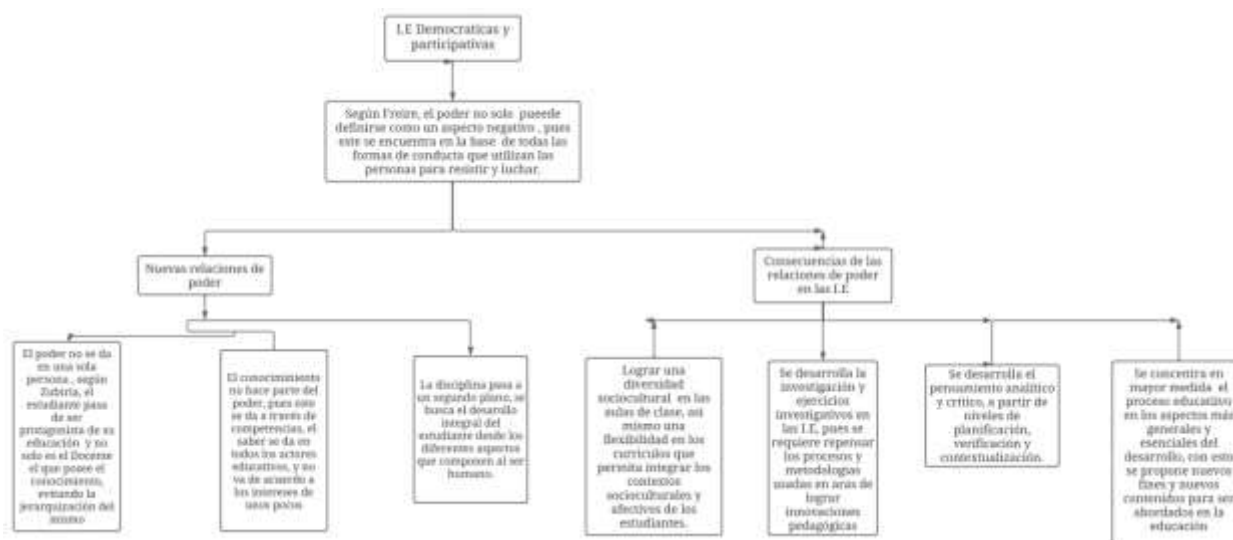 I.E Democraticas y
participativas
Según Freire, el poder no solo pueede
definirse como un aspecto negativo , pues
este se encuentra en la base de todas las
formas de conducta que utilizan las
personas para resistir y luchar.
Nuevas relaciones de
poder
Consecuencias de las
relaciones de poder
en las I.E
El poder no se da
en una sola
persona , según
Zubiria, el
estudiante pasa
de ser
protagonista de su
educación y no
solo es el Docente
el que posee el
conocimiento,
evitando la
jerarquización del
mismo
El conocimiento
no hace parte del
poder, pues este
se da a través de
competencias, el
saber se da en
todos los actores
educativos, y no
va de acuerdo a
los intereses de
unos pocos
La disciplina pasa a
un segundo plano, se
busca el desarollo
integral del
estudiante desde los
diferentes aspectos
que componen al ser
humano.
Lograr una
diversidad
sociocultural en las
aulas de clase, así
mismo una
flexibilidad en los
currículos que
permita integrar los
contextos
socioculturales y
afectivos de los
estudiantes.
Se desarrolla la
investigación y
ejercicios
investigativos en
las I.E, pues se
requiere repensar
los procesos y
metodologías
usadas en aras de
lograr
innovaciones
pedagógicas
Se desarrolla el
pensamiento analítico
y crítico, a partir de
niveles de
planificación,
verificación y
contextualización.
Se concentra en
mayor medida el
proceso educativo
en los aspectos más
generales y
esenciales del
desarrollo, con esto
se propone nuevos
fines y nuevos
contenidos para ser
abordados en la
educación